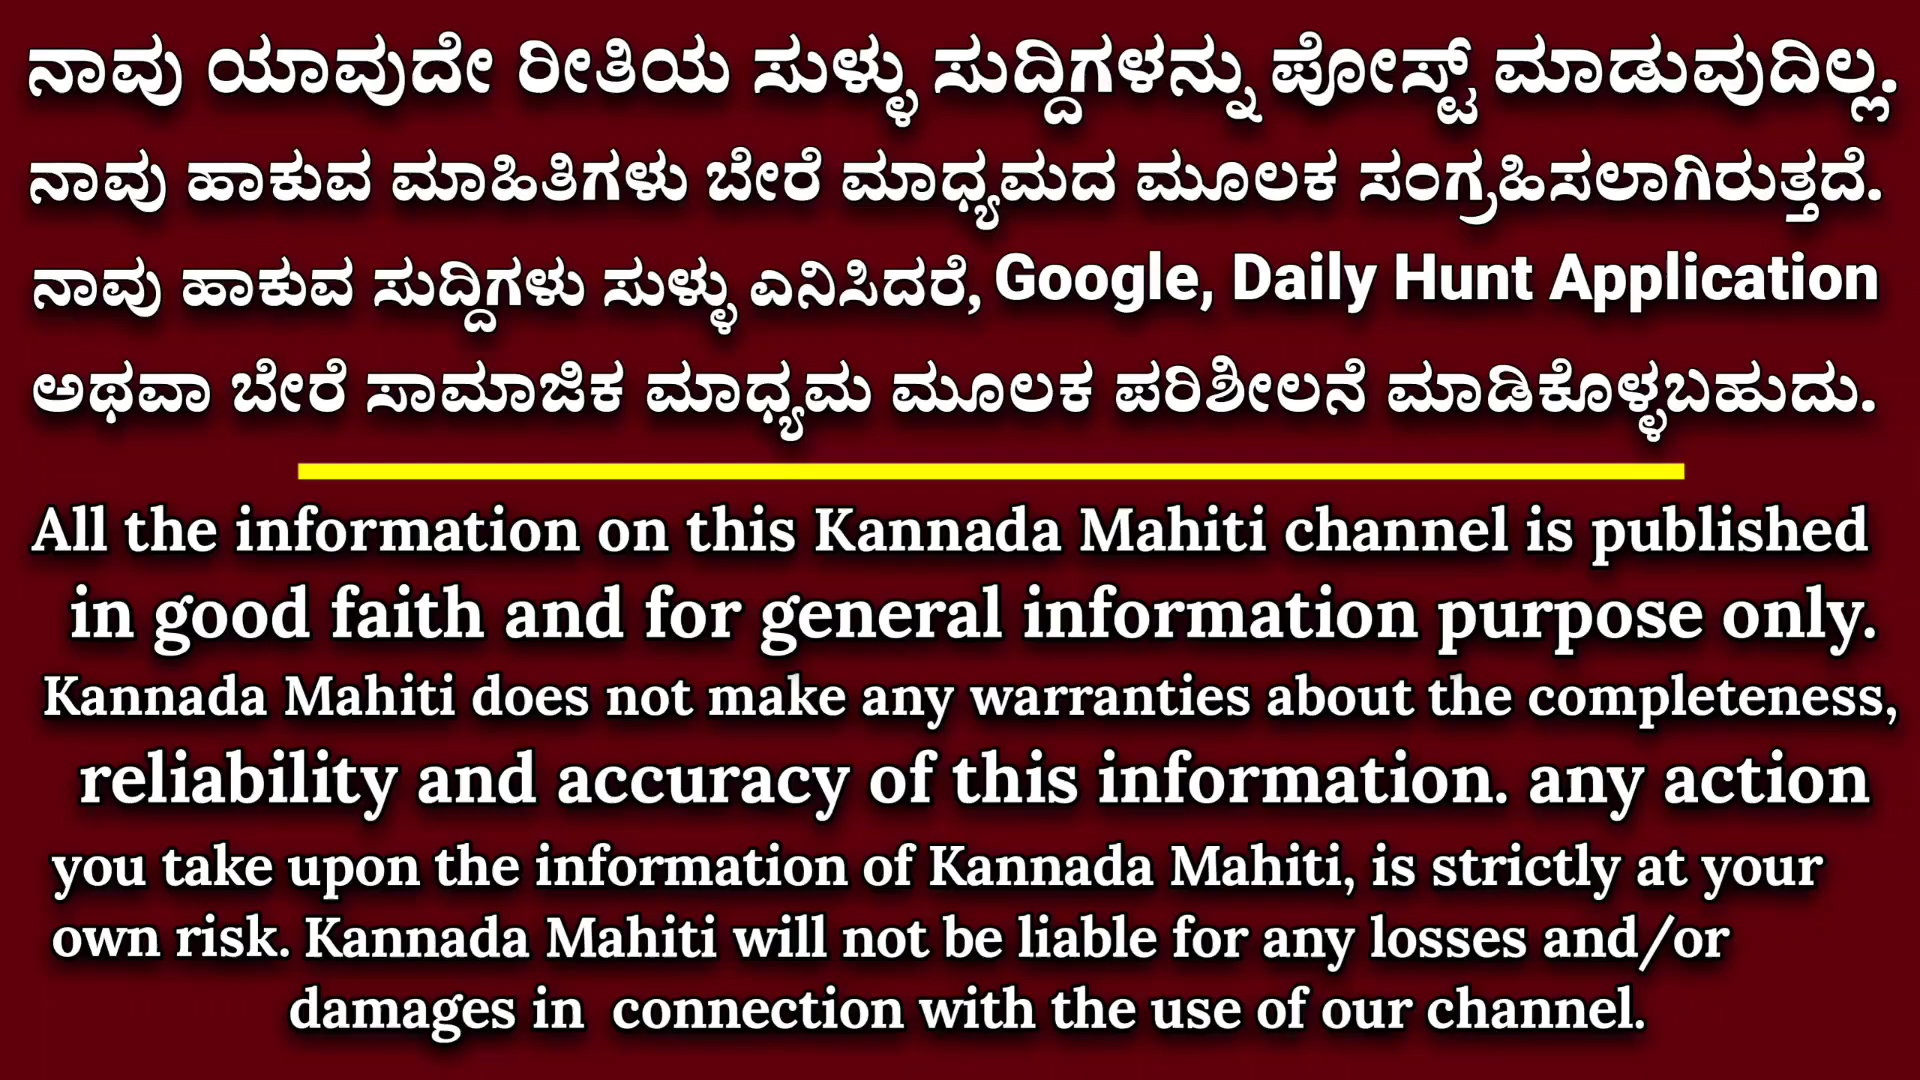 ನಾವು ಯಾವುದೇ ರೀತಿಯ ಸುಳ್ಳು ಸುದ್ದಿಗಳನ್ನು ಪೋಸ್ಟ್ ಮಾಡುವುದಿಲ್ಲ.
ನಾವು ಹಾಕುವ ಮಾಹಿತಿಗಳು ಬೇರೆ ಮಾಧ್ಯಮದ ಮೂಲಕ ಸಂಗ್ರಹಿಸಲಾಗಿರುತ್ತದೆ.
ನಾವು ಹಾಕುವ ಸುದ್ದಿಗಳು ಸುಳ್ಳು ಎನಿಸಿದರೆ, Google, Daily Hunt Application
ಅಥವಾ ಬೇರೆ ಸಾಮಾಜಿಕ ಮಾಧ್ಯಮ ಮೂಲಕ ಪರಿಶೀಲನೆ ಮಾಡಿಕೊಳ್ಳಬಹುದು.
All the information on this Kannada Mahiti channel is published
in good faith and for general information purpose only.
Kannada Mahiti does not make any warranties about the completeness,
reliability and accuracy of this information. any action
you take upon the information of Kannada Mahiti, is strictly at your
own risk. Kannada Mahiti will not be liable for any losses and/or
damages in  connection with the use of our channel.